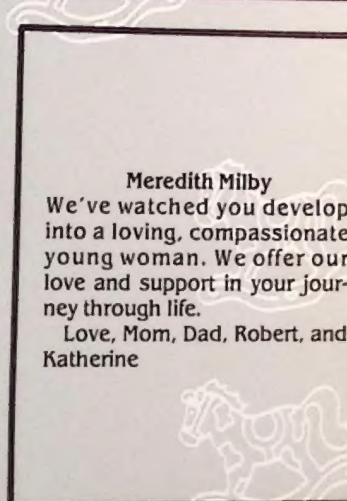 Meredith Milby
We've watched you develop
into a loving, compassionate
young woman. We offer our
love and support in your jour-
ney through life.
Love, Mom, Dad, Robert, and
Katherine